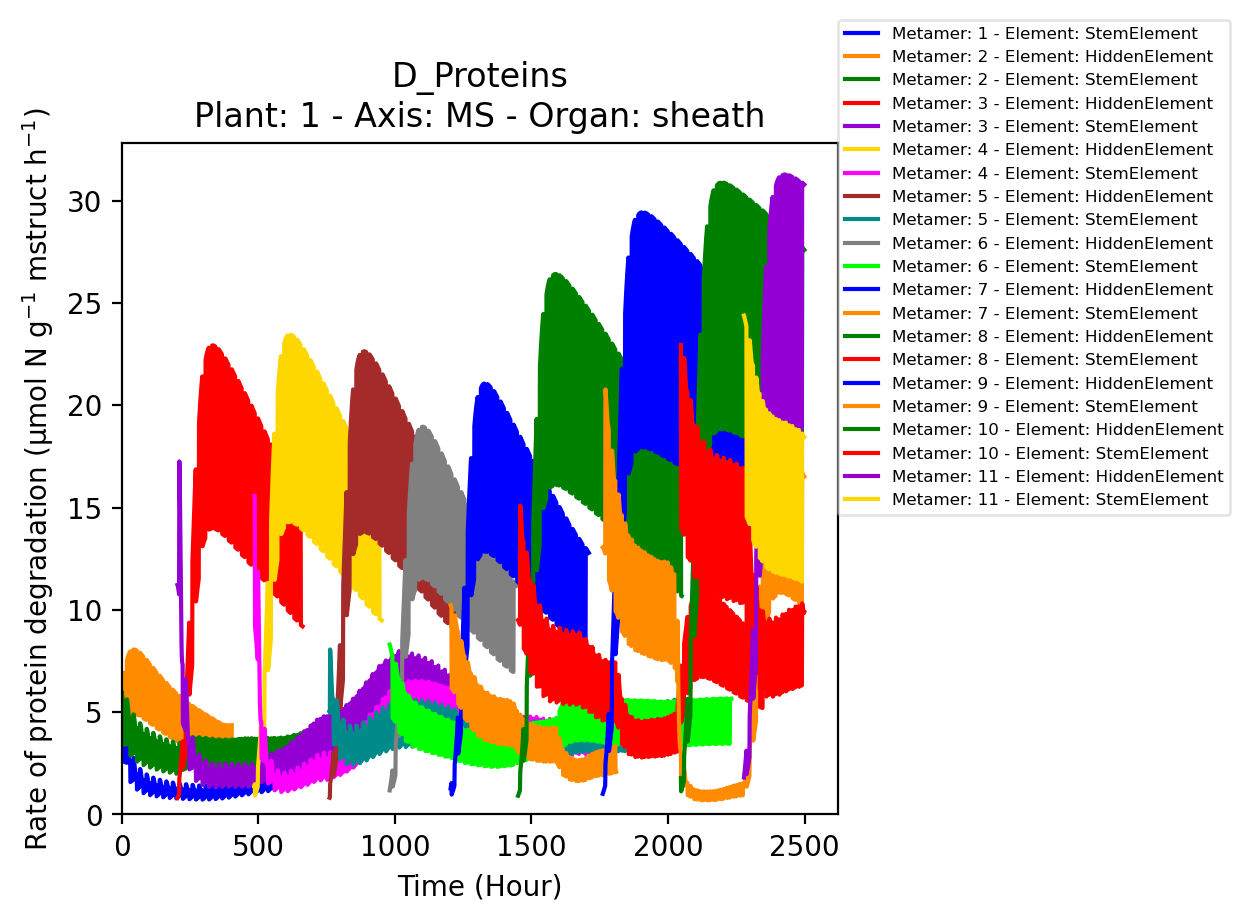 D_Proteins
Plant: 1 - Axis: MS - Organ: sheath
Rate of protein degradation (µmol N g⁻¹ mstruct h⁻¹)
30
25
20
15
10
5
0
0 500 1000 1500 2000 2500
Time (Hour)
Metamer: 1 - Element: StemElement
Metamer: 2 - Element: HiddenElement
Metamer: 2 - Element: StemElement
Metamer: 3 - Element: HiddenElement
Metamer: 3 - Element: StemElement
Metamer: 4 - Element: HiddenElement
Metamer: 4 - Element: StemElement
Metamer: 5 - Element: HiddenElement
Metamer: 5 - Element: StemElement
Metamer: 6 - Element: HiddenElement
Metamer: 6 - Element: StemElement
Metamer: 7 - Element: HiddenElement
Metamer: 7 - Element: StemElement
Metamer: 8 - Element: HiddenElement
Metamer: 8 - Element: StemElement
Metamer: 9 - Element: HiddenElement
Metamer: 9 - Element: StemElement
Metamer: 10 - Element: HiddenElement
Metamer: 10 - Element: StemElement
Metamer: 11 - Element: HiddenElement
Metamer: 11 - Element: StemElement